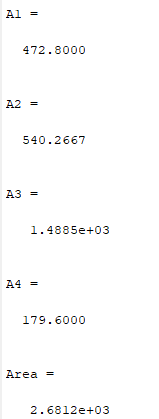 A1 =
472.8000
A2 =
540.2667
A3 =
1.4885e+03
A4 =
179.6000
Area =
2.6812e+03